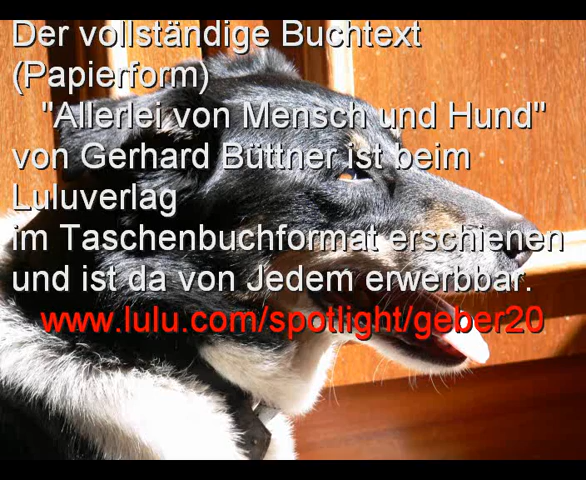 Der vollständige Buchtext
(Papierform)
"Allerlei von Mensch und Hund"
von Gerhard Büttner ist beim
Luluverlag
im Taschenbuchformat erschienen
und ist da von Jedem erwerbbar.
www.lulu.com/spotlight/geber20